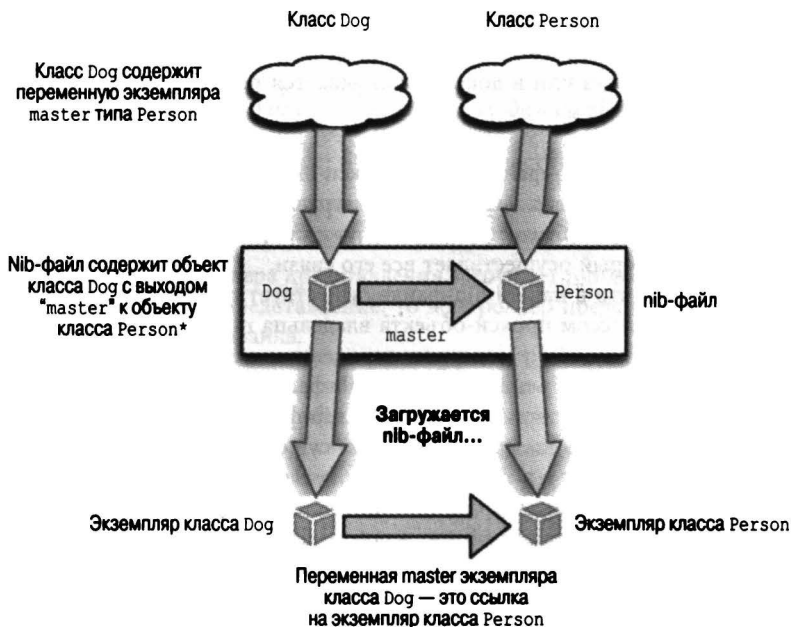 Класс Dog
Класс Person
Класс Dog содержит
переменную экземпляра
master типа Person
Nib-файл содержит объект
класса Dog с выходом
“master” к объекту
класса Person*
Dog
Person
master
nib-файл
Загружается
nib-файл...
Экземпляр класса Dog
Экземпляр класса Person
Переменная master экземпляра
класса Dog — это ссылка
на экземпляр класса Person